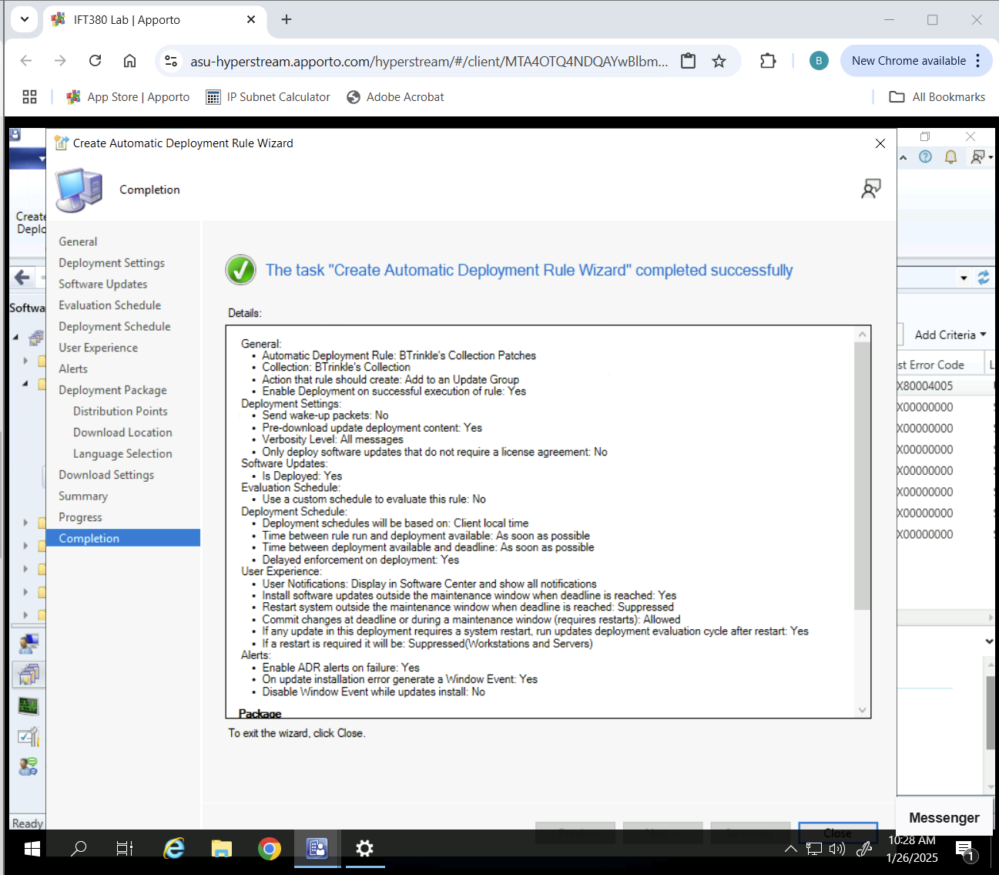 IFT380 Lab | Apporto
asu-hyperstream.apporto.com/hyperstream/#/client/MTA4OTQ4NDQAYwBlbm...
B
New Chrome available
App Store | Apporto
IP Subnet Calculator
Adobe Acrobat
All Bookmarks
Create Automatic Deployment Rule Wizard
Completion
Create
Deplo
Softwa
General
Deployment Settings
Software Updates
Evaluation Schedule
Deployment Schedule
User Experience
Alerts
Deployment Package
Distribution Points
Download Location
Language Selection
Download Settings
Summary
Progress
Completion
The task "Create Automatic Deployment Rule Wizard" completed successfully
Details:
General:
• Automatic Deployment Rule: BTrinkle's Collection Patches
• Collection: BTrinkle's Collection
• Action that rule should create: Add to an Update Group
• Enable Deployment on successful execution of rule: Yes
Deployment Settings:
• Send wake-up packets: No
• Pre-download update deployment content: Yes
• Verbosity Level: All messages
• Only deploy software updates that do not require a license agreement: No
Software Updates:
• Is Deployed: Yes
Evaluation Schedule:
• Use a custom schedule to evaluate this rule: No
Deployment Schedule:
• Deployment schedules will be based on: Client local time
• Time between rule run and deployment available: As soon as possible
• Time between deployment available and deadline: As soon as possible
• Delayed enforcement on deployment: Yes
User Experience:
• User Notifications: Display in Software Center and show all notifications
• Install software updates outside the maintenance window when deadline is reached: Yes
• Restart system outside the maintenance window when deadline is reached: Suppressed
• Commit changes at deadline or during a maintenance window (requires restarts): Allowed
• If any update in this deployment requires a system restart, run updates deployment evaluation cycle after restart: Yes
• If a restart is required it will be: Suppressed(Workstations and Servers)
Alerts:
• Enable ADR alerts on failure: Yes
• On update installation error generate a Window Event: Yes
• Disable Window Event while updates install: No
Package
To exit the wizard, click Close.
Add Criteria
st Error Code
X80004005
X00000000
X00000000
X00000000
X00000000
X00000000
X00000000
X00000000
Close
Ready
Messenger
10:28 AM
1/26/2025
1